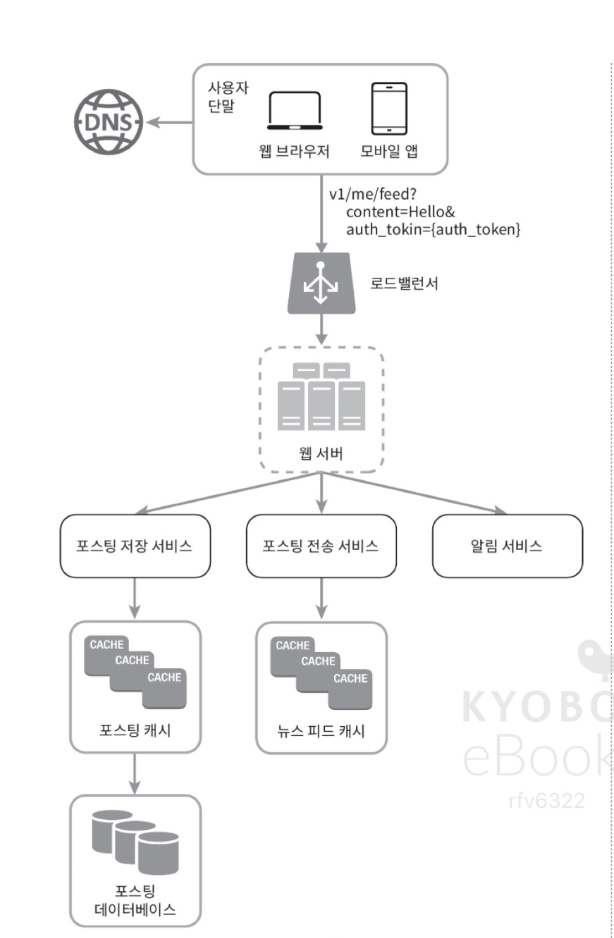 사용자
단말
DNS
웹 브라우저
모바일 앱
v1/me/feed?
content=Hello&
auth_tokin={auth_token}
로드밸런서
웹 서버
포스팅 저장 서비스
포스팅 전송 서비스
알림 서비스
CACHE
CACHE
CACHE
포스팅 캐시
CACHE
CACHE
CACHE
뉴스 피드 캐시
KYOBO
eBook
rfv6322
포스팅
데이터베이스